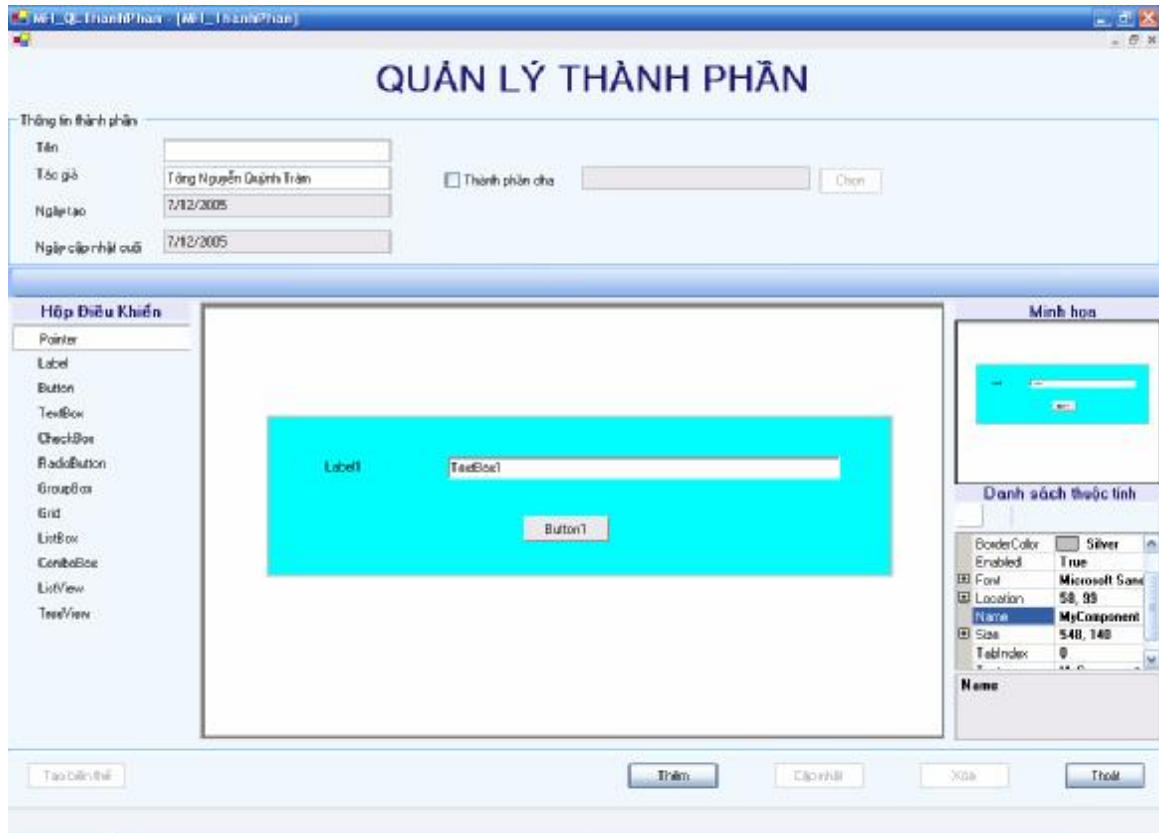 MH_QLThanhPhan - [MH_ThanhPhan]
QUẢN LÝ THÀNH PHẦN
Thông tin thành phần
Tên
Tác giả
Tống Nguyễn Quỳnh Trâm
Thành phần cha
Chọn
Ngày tạo
7/12/2005
Ngày cập nhật cuối
7/12/2005
Hộp Điều Khiển
Pointer
Label
Button
TextBox
CheckBox
RadioButton
GroupBox
Grid
ListBox
ComboBox
ListView
TreeView
Label1
TextBox1
Button1
Minh họa
Danh sách thuộc tính
BorderColor Silver
Enabled True
Font Microsoft Sans
Location 58, 99
Name MyComponent
Size 548, 140
TabIndex 0
Name
Tạo biến thể
Thêm
Cập nhật
Xóa
Thoát